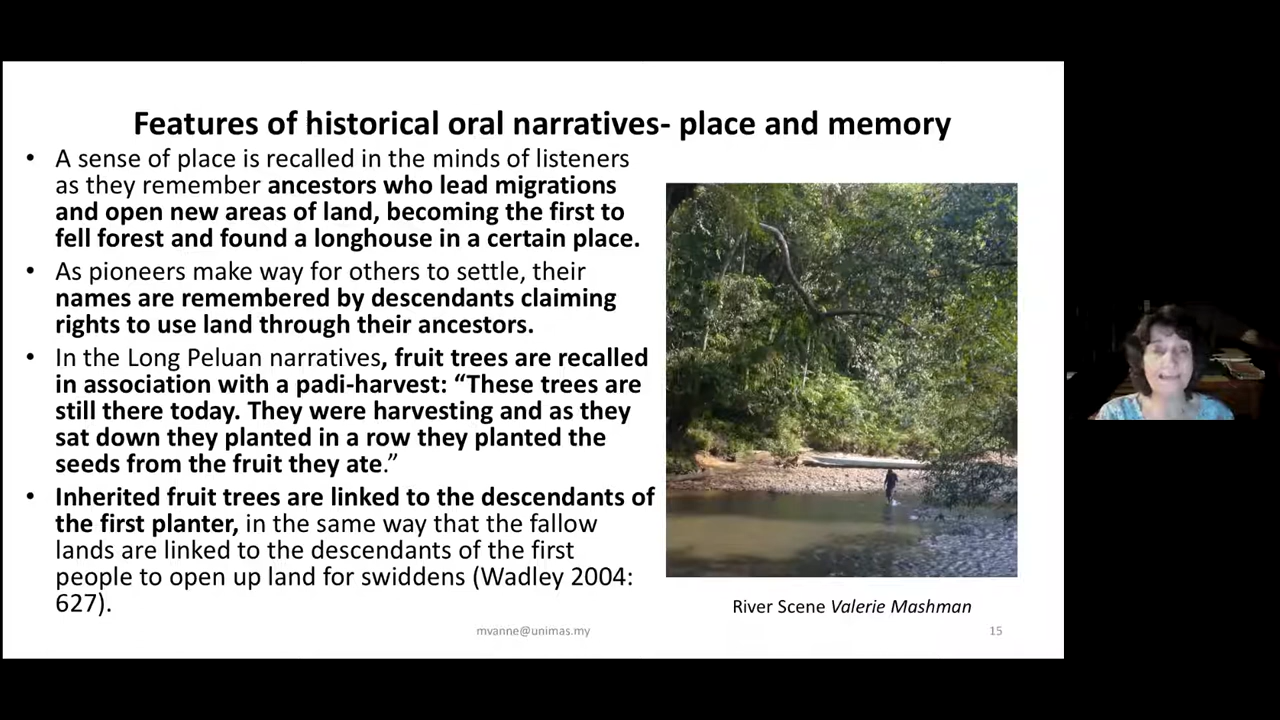 Features of historical oral narratives- place and memory
• A sense of place is recalled in the minds of listeners
as they remember ancestors who lead migrations
and open new areas of land, becoming the first to
fell forest and found a longhouse in a certain place.
• As pioneers make way for others to settle, their
names are remembered by descendants claiming
rights to use land through their ancestors.
• In the Long Peluan narratives, fruit trees are recalled
in association with a padi-harvest: “These trees are
still there today. They were harvesting and as they
sat down they planted in a row they planted the
seeds from the fruit they ate.”
• Inherited fruit trees are linked to the descendants of
the first planter, in the same way that the fallow
lands are linked to the descendants of the first
people to open up land for swiddens (Wadley 2004:
627).
River Scene Valerie Mashman
mvanne@unimas.my
15